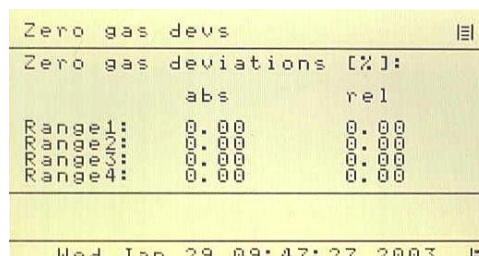 Zero gas devs
Zero gas deviations [%]:
abs rel
Range1: 0.00 0.00
Range2: 0.00 0.00
Range3: 0.00 0.00
Range4: 0.00 0.00
Wed Jan 29 09:47:27 2003